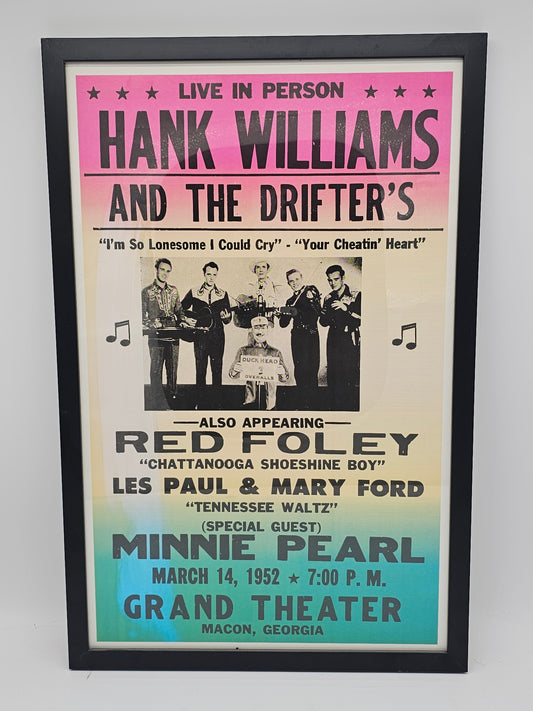 ★ ★ ★ LIVE IN PERSON ★ ★ ★
HANK WILLIAMS
AND THE DRIFTER'S
"I'm So Lonesome I Could Cry" - "Your Cheatin' Heart"
DUCK HEAD
OVERALLS
—ALSO APPEARING—
RED FOLEY
"CHATTANOOGA SHOESHINE BOY"
LES PAUL & MARY FORD
"TENNESSEE WALTZ"
(SPECIAL GUEST)
MINNIE PEARL
MARCH 14, 1952 ★ 7:00 P. M.
GRAND THEATER
MACON, GEORGIA